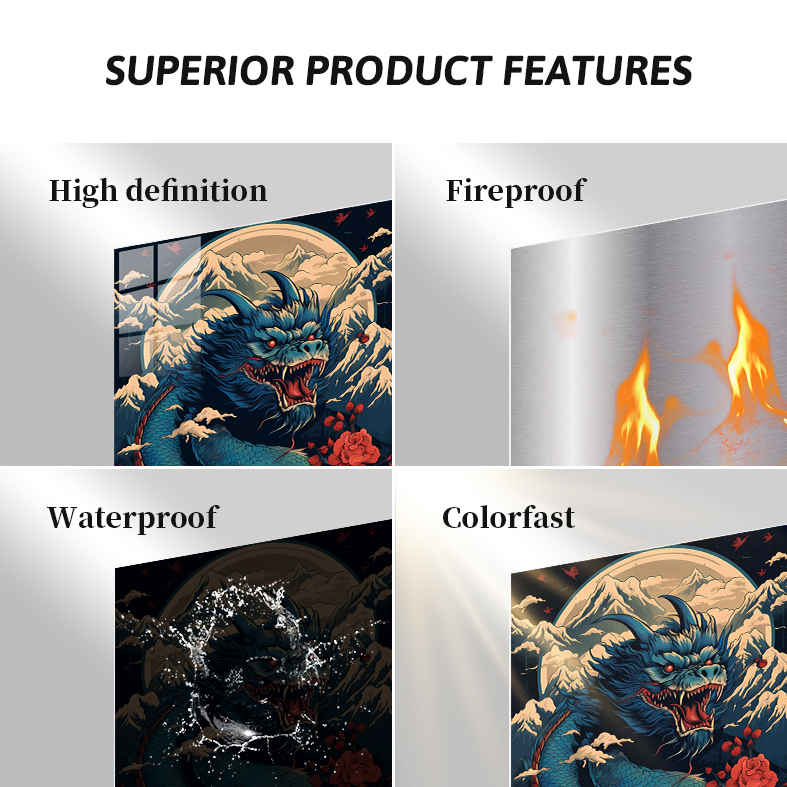 SUPERIOR PRODUCT FEATURES
High definition
Fireproof
Waterproof
Colorfast